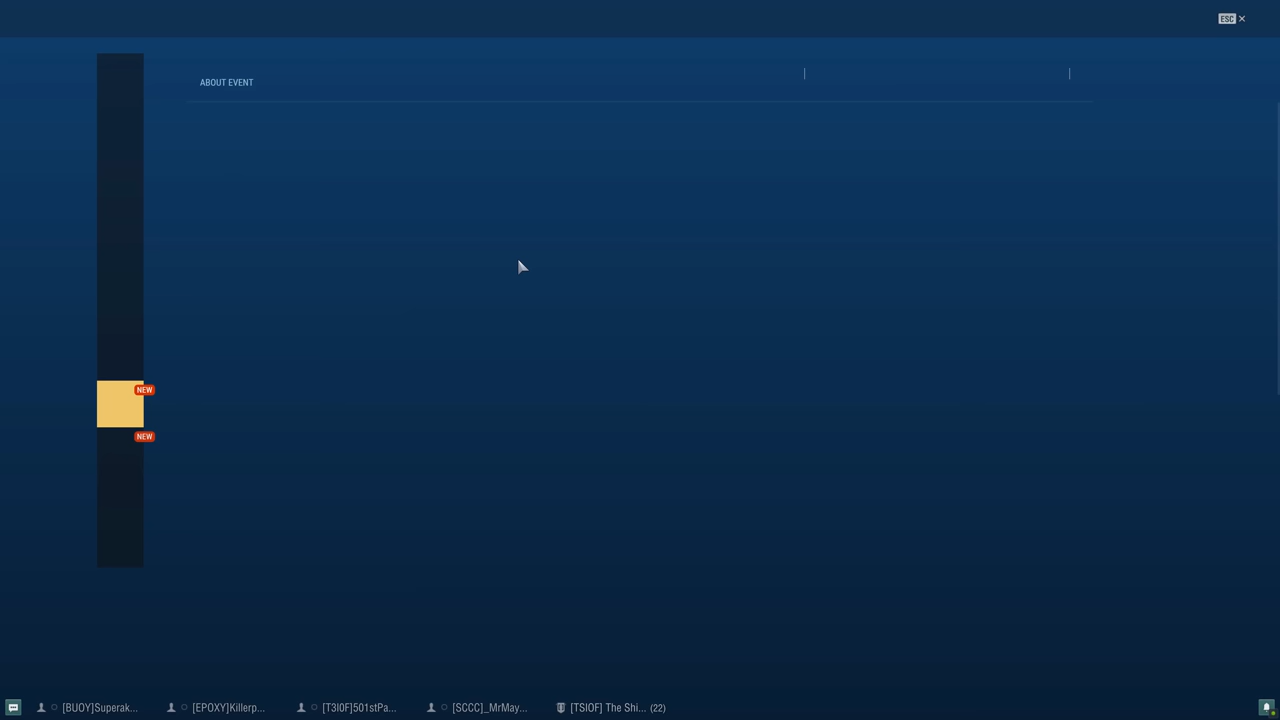 ESC
ABOUT EVENT
NEW
NEW
[BUOY]Superak... [EPOXY]Killerp... [T3I0F]501stPa... [SCCC]_MrMay... [TSIOF] The Shi... (22)